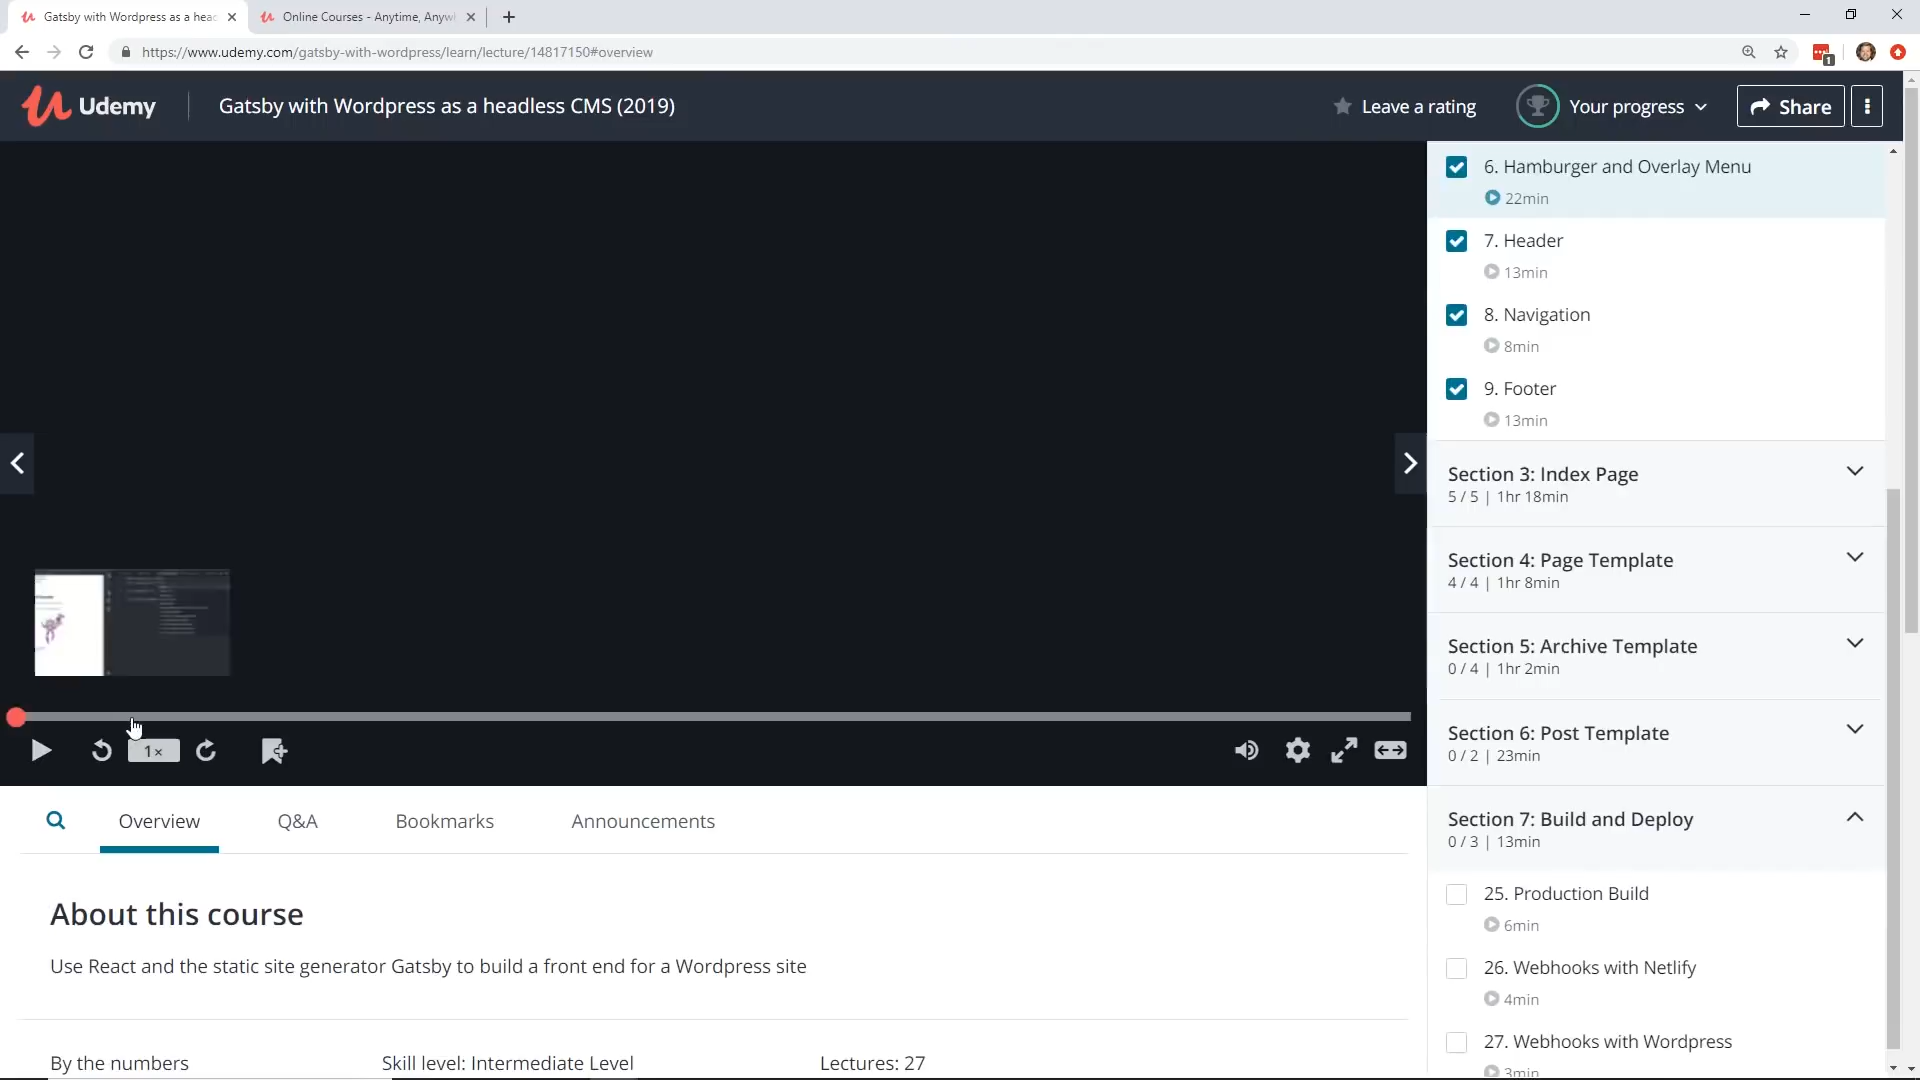 Gatsby with Wordpress as a head
Online Courses - Anytime, Anyw
https://www.udemy.com/gatsby-with-wordpress/learn/lecture/14817150#overview
1
Udemy
Gatsby with Wordpress as a headless CMS (2019)
Leave a rating
Your progress
Share
6. Hamburger and Overlay Menu
22min
7. Header
13min
8. Navigation
8min
9. Footer
13min
Section 3: Index Page
5 / 5 | 1hr 18min
Section 4: Page Template
4 / 4 | 1hr 8min
Section 5: Archive Template
0 / 4 | 1hr 2min
Section 6: Post Template
0 / 2 | 23min
Section 7: Build and Deploy
0 / 3 | 13min
25. Production Build
6min
26. Webhooks with Netlify
4min
27. Webhooks with Wordpress
3min
1×
Overview
Q&A
Bookmarks
Announcements
About this course
Use React and the static site generator Gatsby to build a front end for a Wordpress site
By the numbers
Skill level: Intermediate Level
Lectures: 27